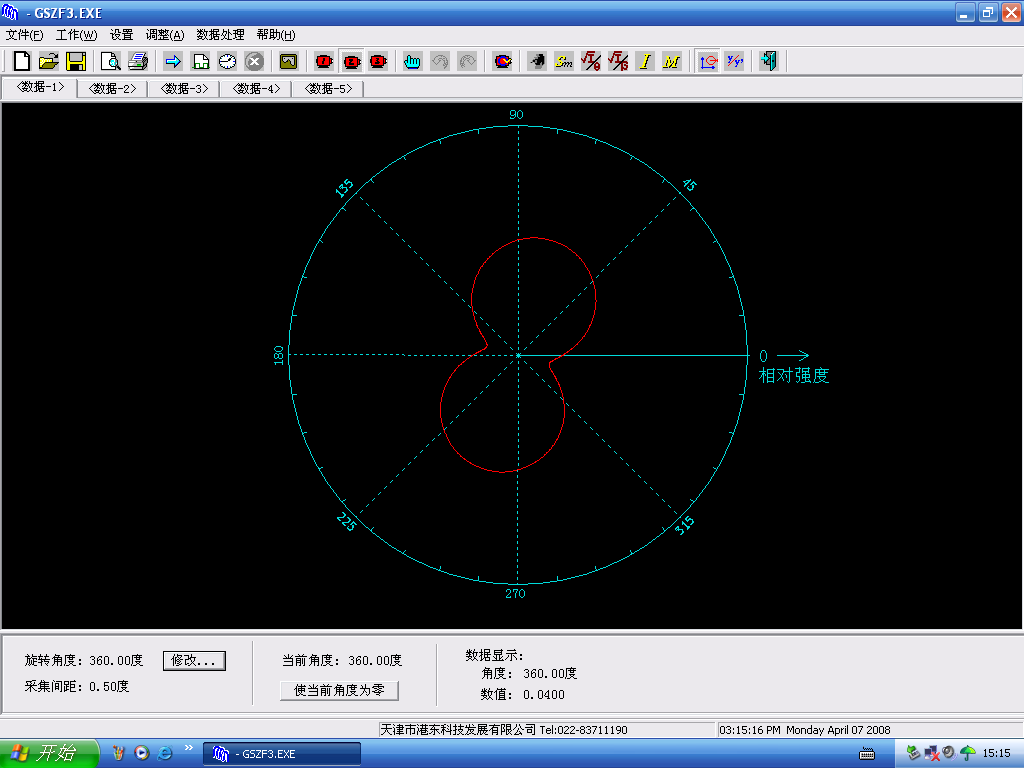 - GSZF3.EXE
文件(F) 工作(W) 设置 调整(A) 数据处理 帮助(H)
Sm I M
<数据-1> <数据-2> <数据-3> <数据-4> <数据-5>
90
135 45
180 0
相对强度
225 315
270
旋转角度: 360.00度 修改...
采集间距: 0.50度
当前角度: 360.00度
使当前角度为零
数据显示:
角度: 360.00度
数值: 0.0400
天津市港东科技发展有限公司 Tel:022-83711190 03:15:16 PM Monday April 07 2008
开始 - GSZF3.EXE 15:15